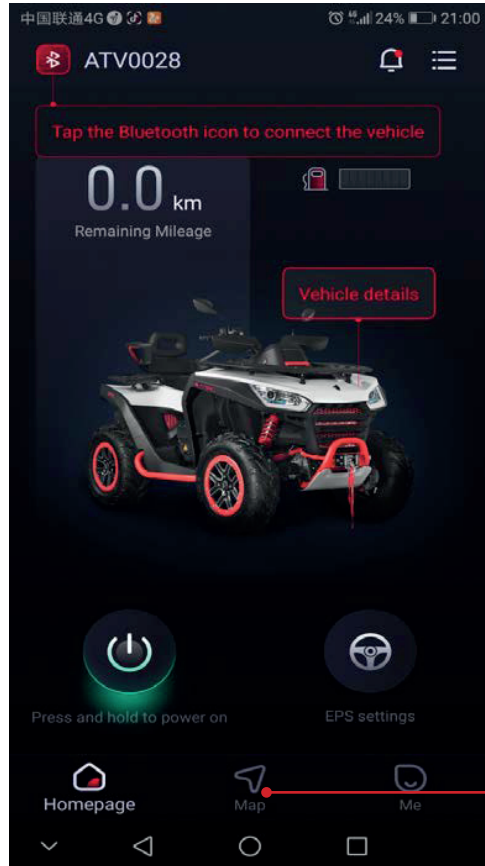 中国联通4G 24% 21:00
ATV0028
Tap the Bluetooth icon to connect the vehicle
0.0 km
Remaining Mileage
Vehicle details
Press and hold to power on
EPS settings
Homepage
Map
Me